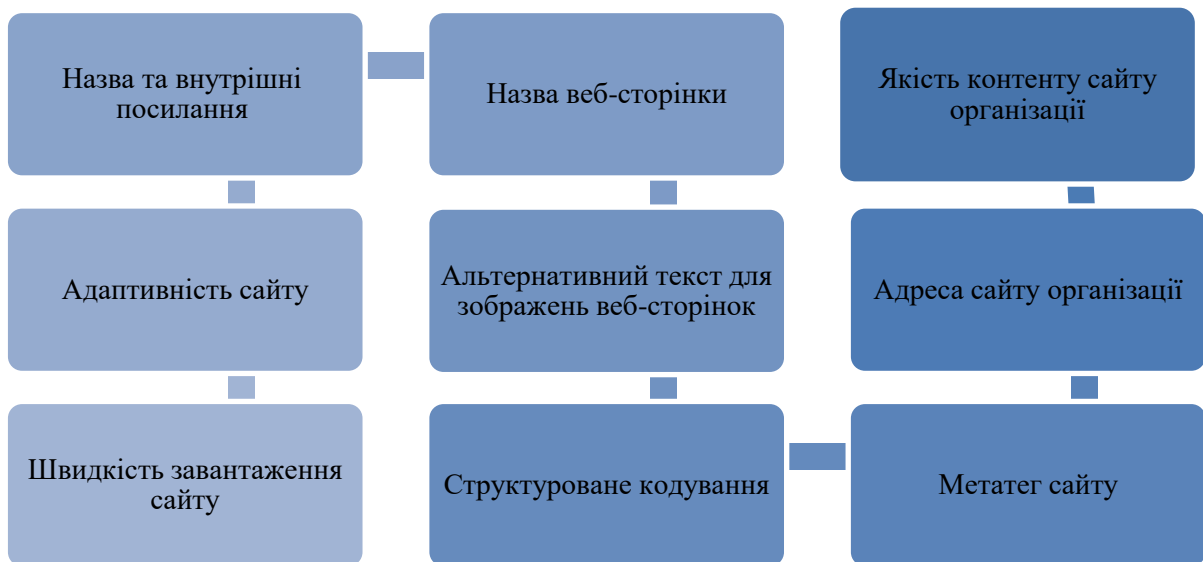 Назва та внутрішні
посилання
Назва веб-сторінки
Якість контенту сайту
організації
Адаптивність сайту
Альтернативний текст для
зображень веб-сторінок
Адреса сайту організації
Швидкість завантаження
сайту
Структуроване кодування
Метатег сайту